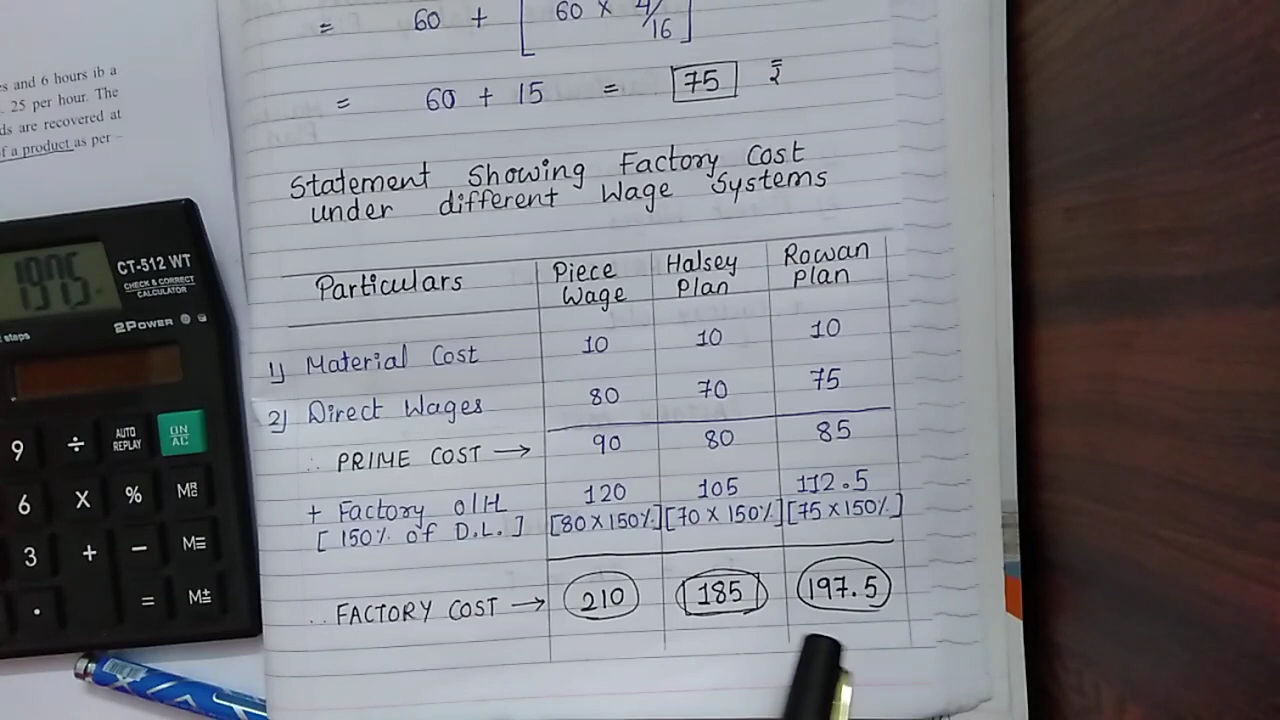 = 60 + [ 60 × 4/16 ]
= 60 + 15 = 75 ₹
s and 6 hours ib a
. 25 per hour. The
ds are recovered at
f a product as per –
Statement Showing Factory Cost
under different Wage Systems
Particulars Piece Wage Halsey Plan Rowan Plan
1) Material Cost 10 10 10
2) Direct Wages 80 70 75
∴ PRIME COST → 90 80 85
+ Factory O/H 120 105 112.5
[ 150% of D.L. ] [80 × 150%] [70 × 150%] [75 × 150%]
∴ FACTORY COST → 210 185 197.5
197.5
CT-512 WT
CHECK & CORRECT
CALCULATOR
2POWER
steps
9 ÷ AUTO REPLAY ON AC
6 X % MRC
3 + − M=
. = M±